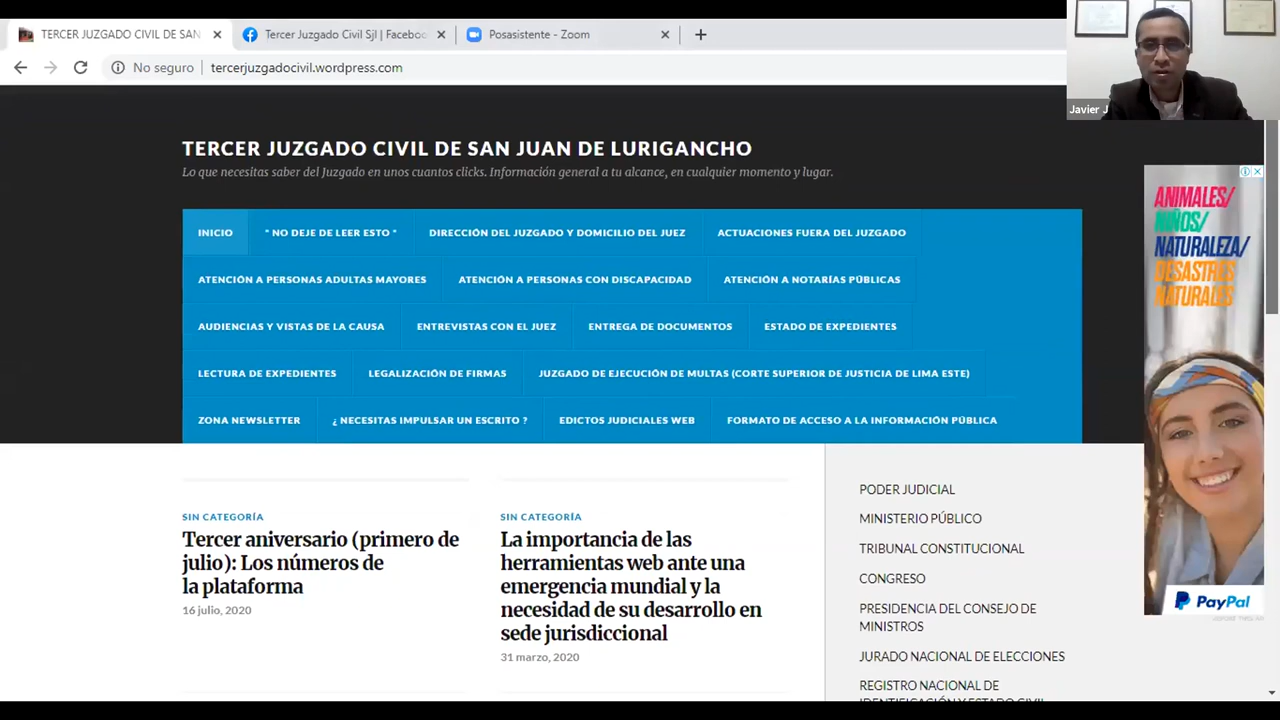 TERCER JUZGADO CIVIL DE SAN
Tercer Juzgado Civil Sjl | Facebo
Posasistente - Zoom
No seguro
tercerjuzgadocivil.wordpress.com
Javier J
TERCER JUZGADO CIVIL DE SAN JUAN DE LURIGANCHO
Lo que necesitas saber del Juzgado en unos cuantos clicks. Información general a tu alcance, en cualquier momento y lugar.
INICIO
* NO DEJE DE LEER ESTO *
DIRECCIÓN DEL JUZGADO Y DOMICILIO DEL JUEZ
ACTUACIONES FUERA DEL JUZGADO
ATENCIÓN A PERSONAS ADULTAS MAYORES
ATENCIÓN A PERSONAS CON DISCAPACIDAD
ATENCIÓN A NOTARÍAS PÚBLICAS
AUDIENCIAS Y VISTAS DE LA CAUSA
ENTREVISTAS CON EL JUEZ
ENTREGA DE DOCUMENTOS
ESTADO DE EXPEDIENTES
LECTURA DE EXPEDIENTES
LEGALIZACIÓN DE FIRMAS
JUZGADO DE EJECUCIÓN DE MULTAS (CORTE SUPERIOR DE JUSTICIA DE LIMA ESTE)
ZONA NEWSLETTER
¿ NECESITAS IMPULSAR UN ESCRITO ?
EDICTOS JUDICIALES WEB
FORMATO DE ACCESO A LA INFORMACIÓN PÚBLICA
SIN CATEGORÍA
Tercer aniversario (primero de
julio): Los números de
la plataforma
16 julio, 2020
SIN CATEGORÍA
La importancia de las
herramientas web ante una
emergencia mundial y la
necesidad de su desarrollo en
sede jurisdiccional
31 marzo, 2020
PODER JUDICIAL
MINISTERIO PÚBLICO
TRIBUNAL CONSTITUCIONAL
CONGRESO
PRESIDENCIA DEL CONSEJO DE
MINISTROS
JURADO NACIONAL DE ELECCIONES
REGISTRO NACIONAL DE
IDENTIFICACIÓN Y ESTADO CIVIL
ANIMALES/
NIÑOS/
NATURALEZA/
DESASTRES
NATURALES
PayPal